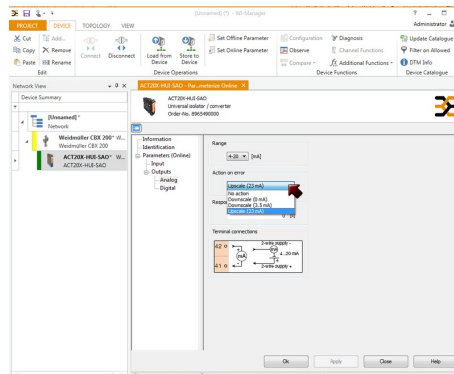 [Unnamed] (*) - WI-Manager
PROJECT DEVICE TOPOLOGY VIEW
Administrator
Cut Add...
Copy Remove
Paste Rename
Edit
Connect Disconnect
Load from Device Store to Device
Device Operations
Set Offline Parameter
Set Online Parameter
Configuration Diagnosis
Observe Channel Functions
Compare Additional Functions
Device Functions
Update Catalogue
Filter on Allowed
DTM Info
Device Catalogue
Network View
Device Summary
[Unnamed]*
Network
Weidmüller CBX 200* W...
Weidmüller CBX 200
ACT20X-HUI-SAO* W...
ACT20X-HUI-SAO
ACT20X-HUI-SAO - Par...meterize Online
ACT20X-HUI-SAO
Universal isolator / converter
Order-No. 8965490000
Information
Identification
Parameters (Online)
Input
Outputs
Analog
Digital
Range
4-20 [mA]
Action on error
Upscale (23 mA)
No action
Downscale (0 mA)
Downscale (3.5 mA)
Upscale (23 mA)
Respo
0 [s]
Terminal connections
42 2-wire supply -
mA mA 4...20 mA
41 2-wire supply +
Ok Apply Close Help